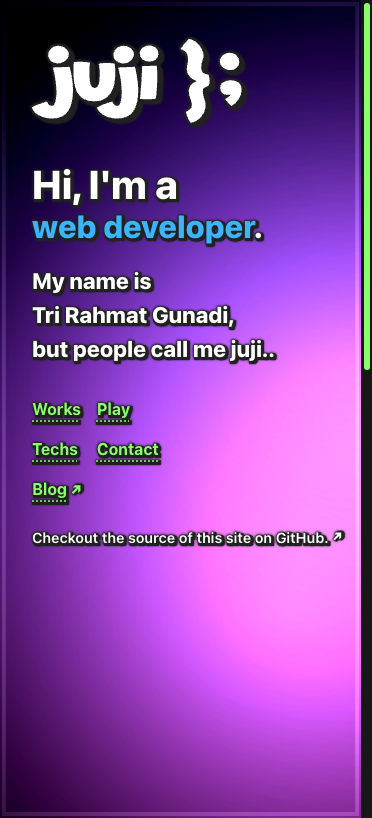 juji };
Hi, I'm a
web developer.
My name is
Tri Rahmat Gunadi,
but people call me juji..
Works Play
Techs Contact
Blog ↗
Checkout the source of this site on GitHub. ↗